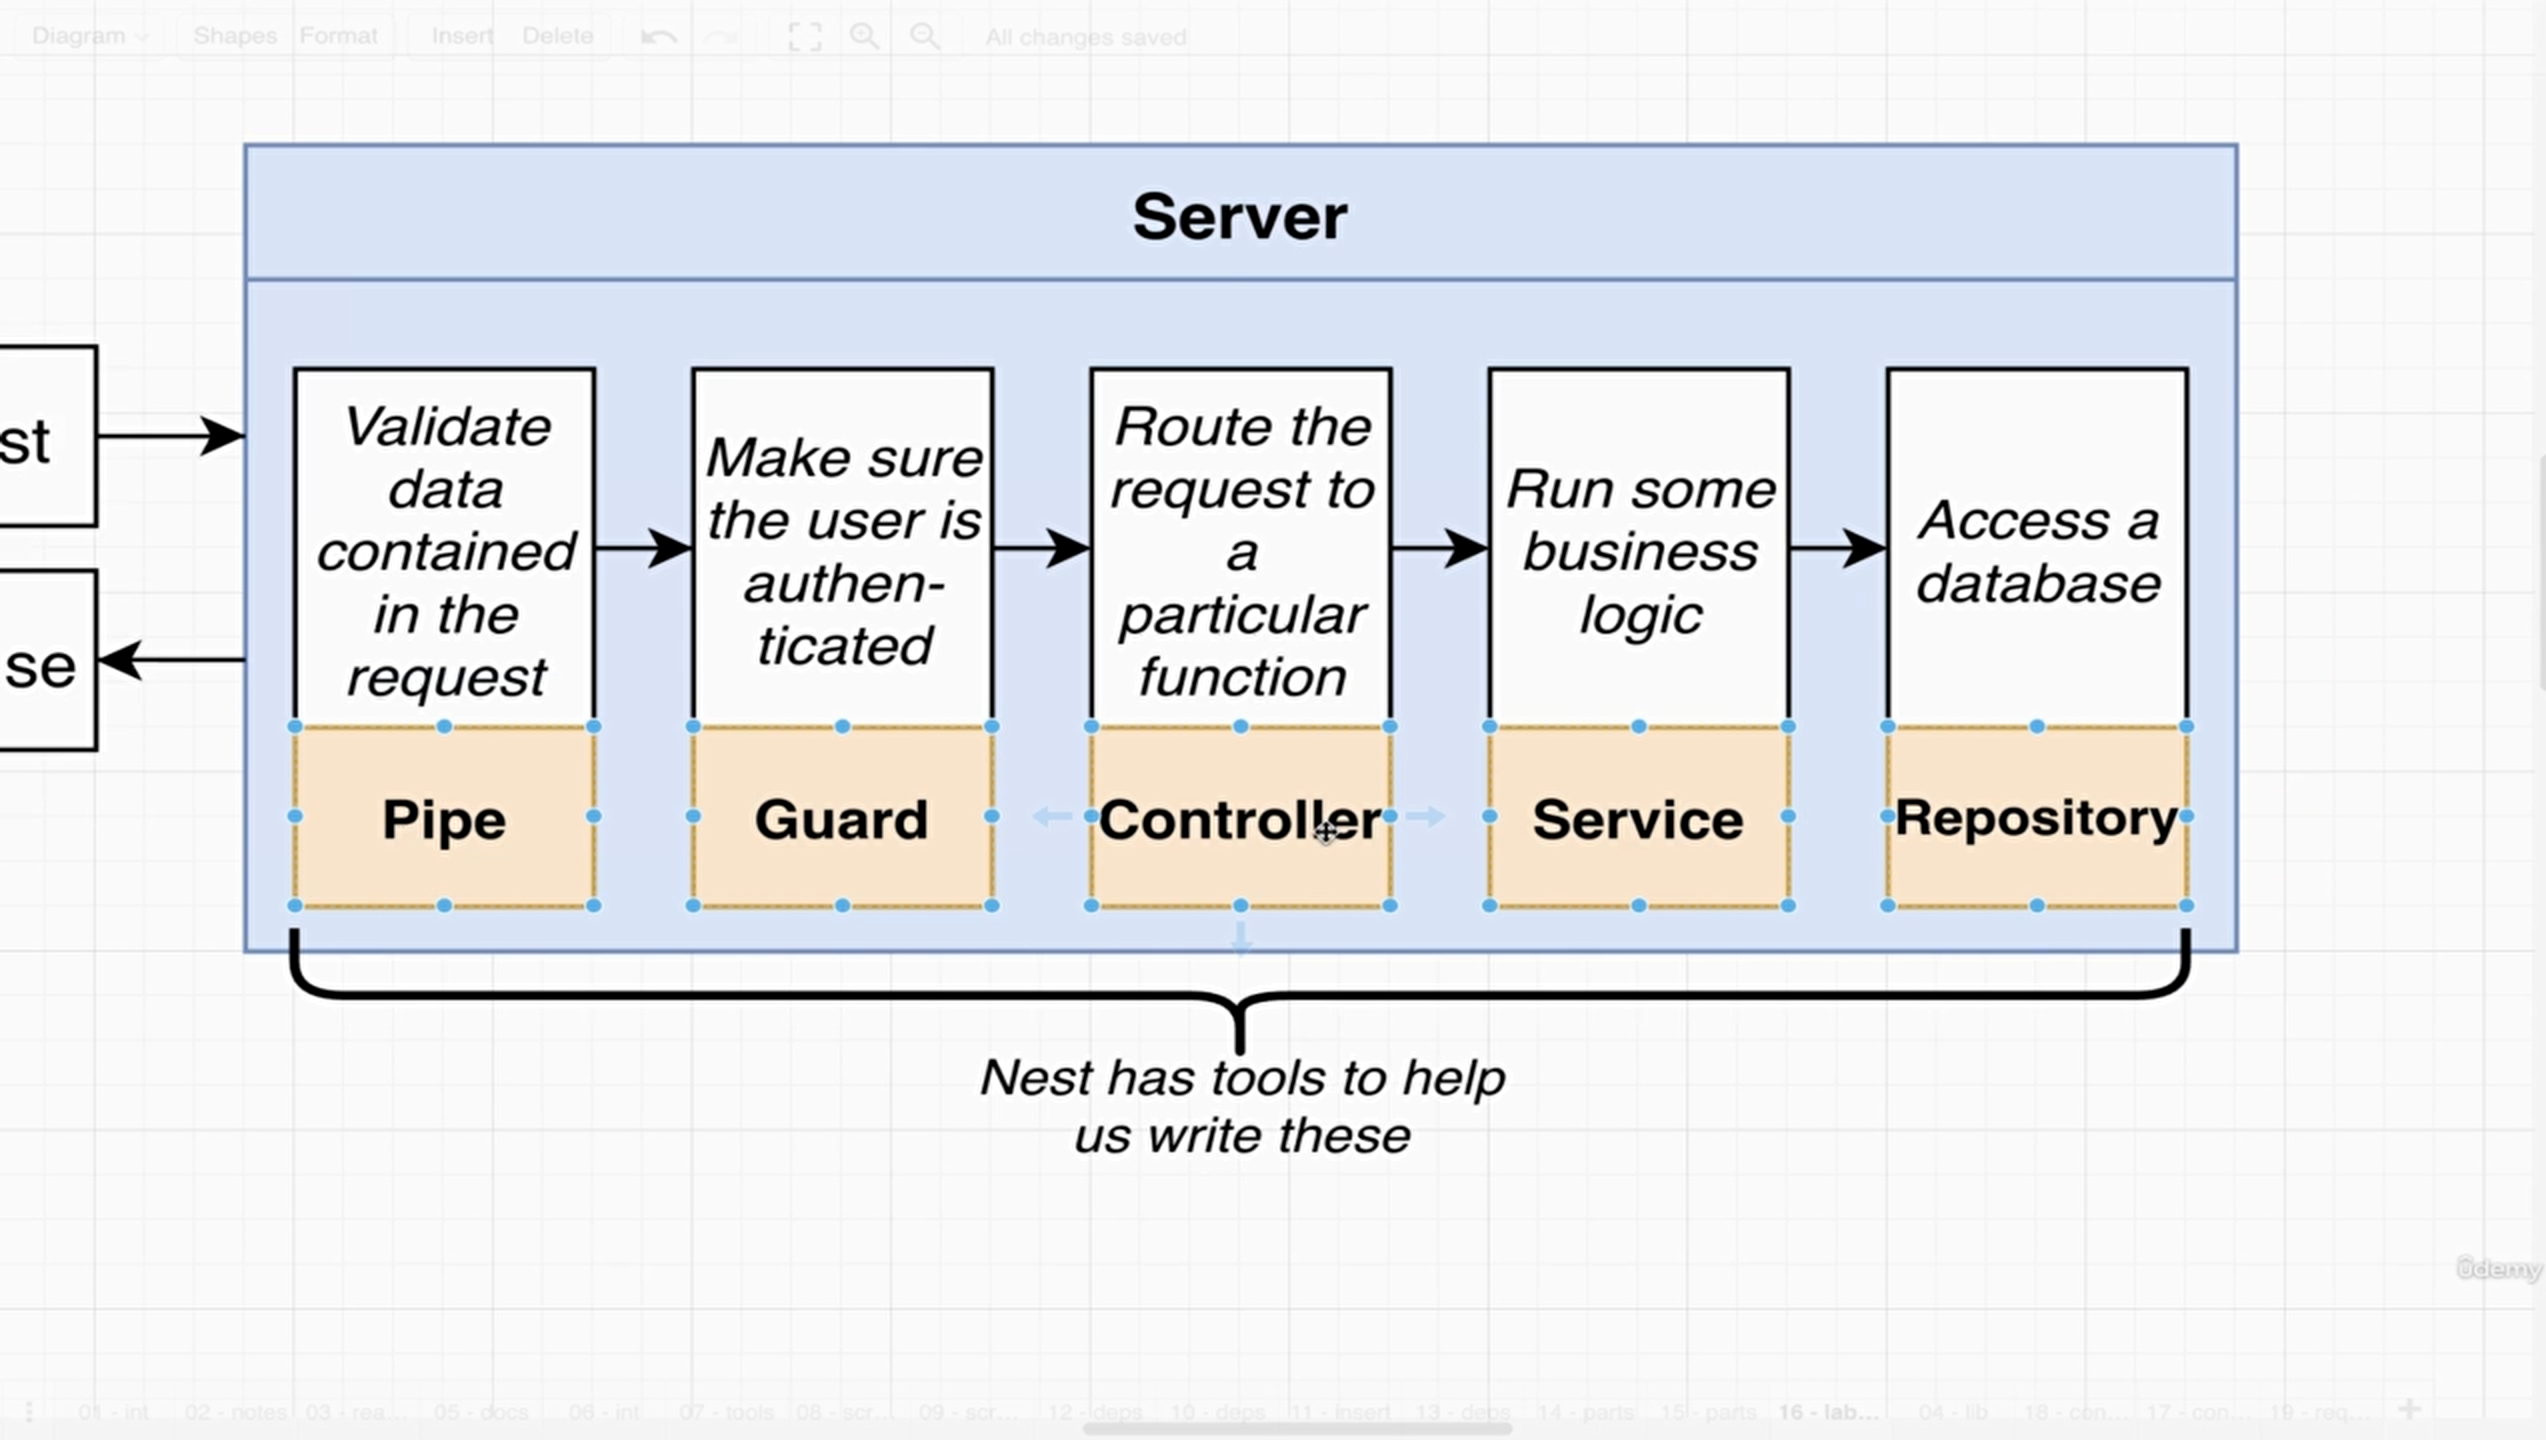 Diagram
Shapes
Format
Insert
Delete
All changes saved
Server
st
se
Validate
data
contained
in the
request
Pipe
Make sure
the user is
authen-
ticated
Guard
Route the
request to
a
particular
function
Controller
Run some
business
logic
Service
Access a
database
Repository
Nest has tools to help
us write these
ûdemy
01 - int
02 - notes
03 - rea...
05 - docs
06 - int
07 - tools
08 - scr...
09 - scr...
12 - deps
10 - deps
11 - insert
13 - deps
14 - parts
15 - parts
16 - lab...
04 - lib
18 - con...
17 - con...
19 - req...